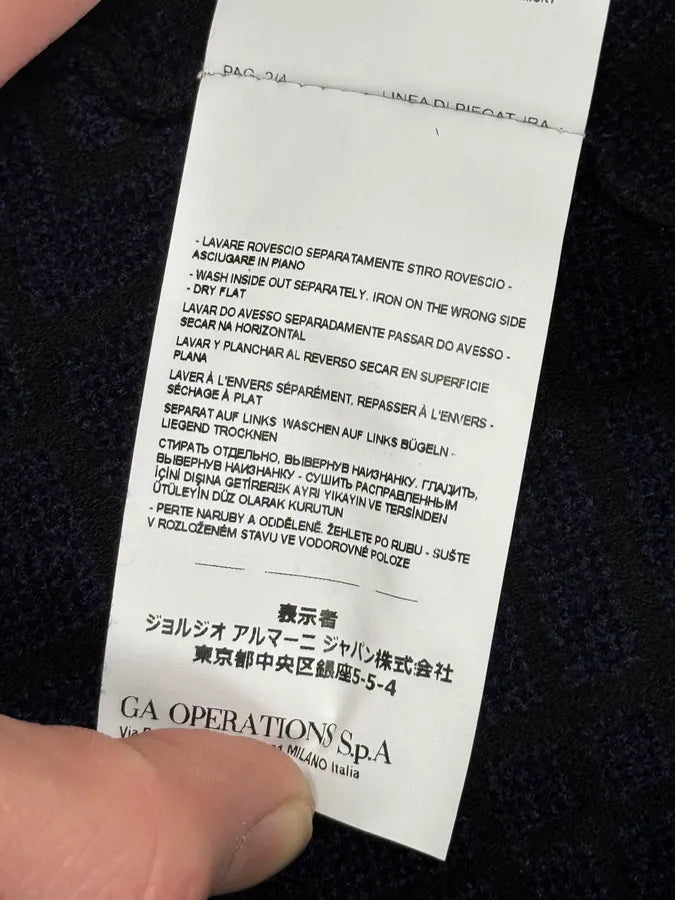 PAG. 2/4
LINEA DI PIEGATURA
- LAVARE ROVESCIO SEPARATAMENTE STIRO ROVESCIO -
ASCIUGARE IN PIANO
- WASH INSIDE OUT SEPARATELY. IRON ON THE WRONG SIDE
- DRY FLAT
LAVAR DO AVESSO SEPARADAMENTE PASSAR DO AVESSO -
SECAR NA HORIZONTAL
LAVAR Y PLANCHAR AL REVERSO SECAR EN SUPERFICIE
PLANA
LAVER À L'ENVERS SÉPARÉMENT. REPASSER À L'ENVERS -
SÉCHAGE À PLAT
SEPARAT AUF LINKS WASCHEN AUF LINKS BÜGELN -
LIEGEND TROCKNEN
СТИРАТЬ ОТДЕЛЬНО, ВЫВЕРНУВ НАИЗНАНКУ. ГЛАДИТЬ,
ВЫВЕРНУВ НАИЗНАНКУ - СУШИТЬ РАСПРАВЛЕННЫМ
İÇİNİ DIŞINA GETİREREK AYRI YIKAYIN VE TERSİNDEN
ÜTÜLEYİN DÜZ OLARAK KURUTUN
- PERTE NARUBY A ODDĚLENĚ. ŽEHLETE PO RUBU - SUŠTE
V ROZLOŽENÉM STAVU VE VODOROVNÉ POLOZE
表示者
ジョルジオ アルマーニ ジャパン株式会社
東京都中央区銀座5-5-4
GA OPERATIONS S.p.A
Via MILANO Italia